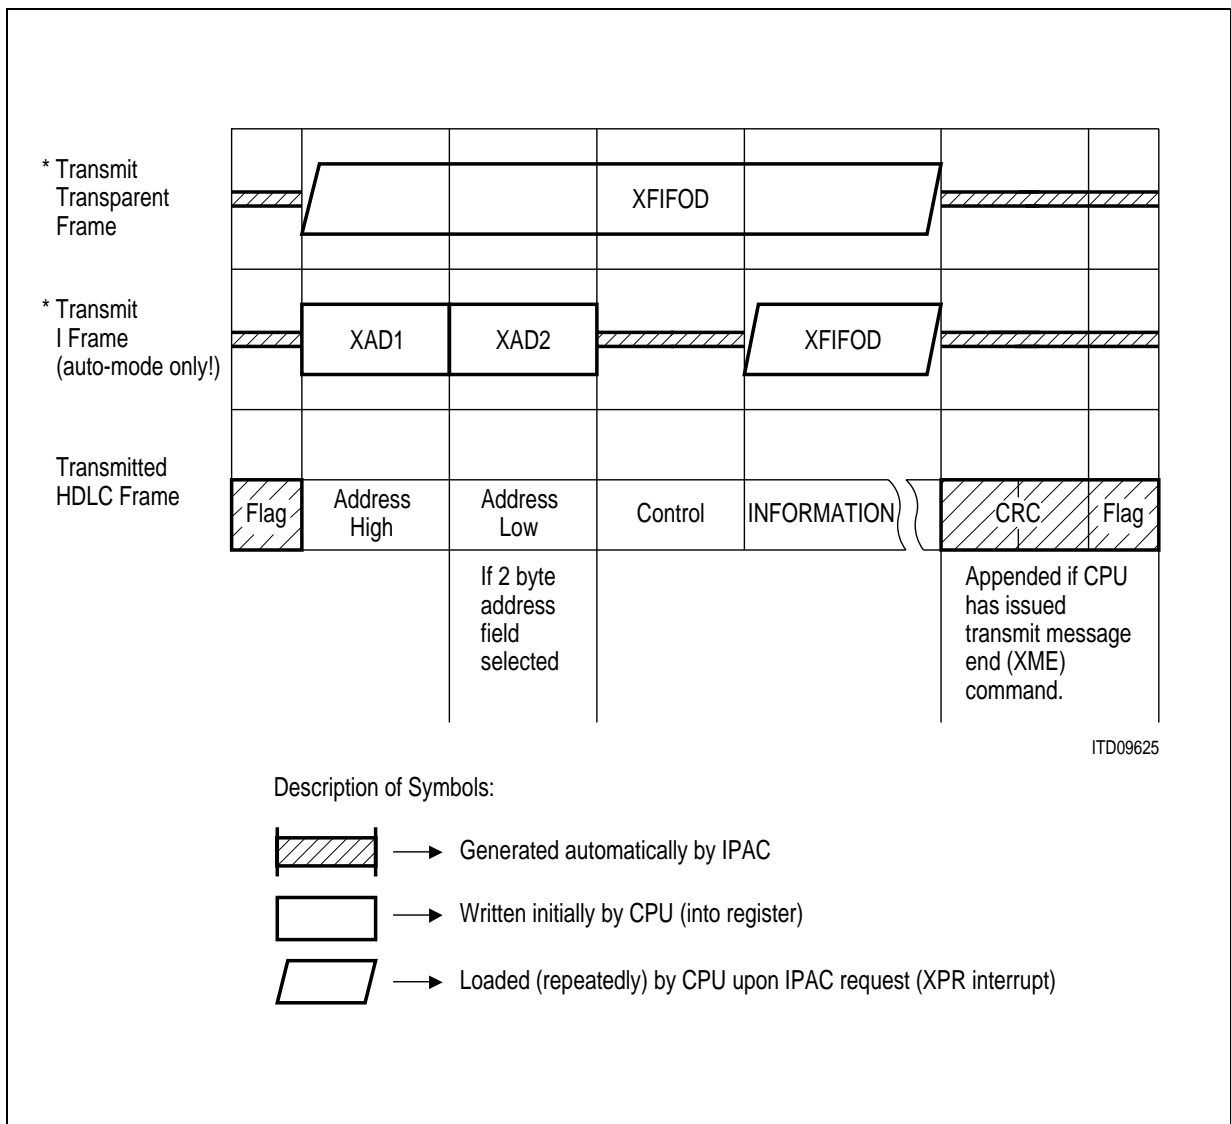 * Transmit
Transparent
Frame
XFIFOD
* Transmit
I Frame
(auto-mode only!)
XAD1
XAD2
XFIFOD
Transmitted
HDLC Frame
Flag
Address
High
Address
Low
Control
INFORMATION
CRC
Flag
If 2 byte
address
field
selected
Appended if CPU
has issued
transmit message
end (XME)
command.
ITD09625
Description of Symbols:
Generated automatically by IPAC
Written initially by CPU (into register)
Loaded (repeatedly) by CPU upon IPAC request (XPR interrupt)